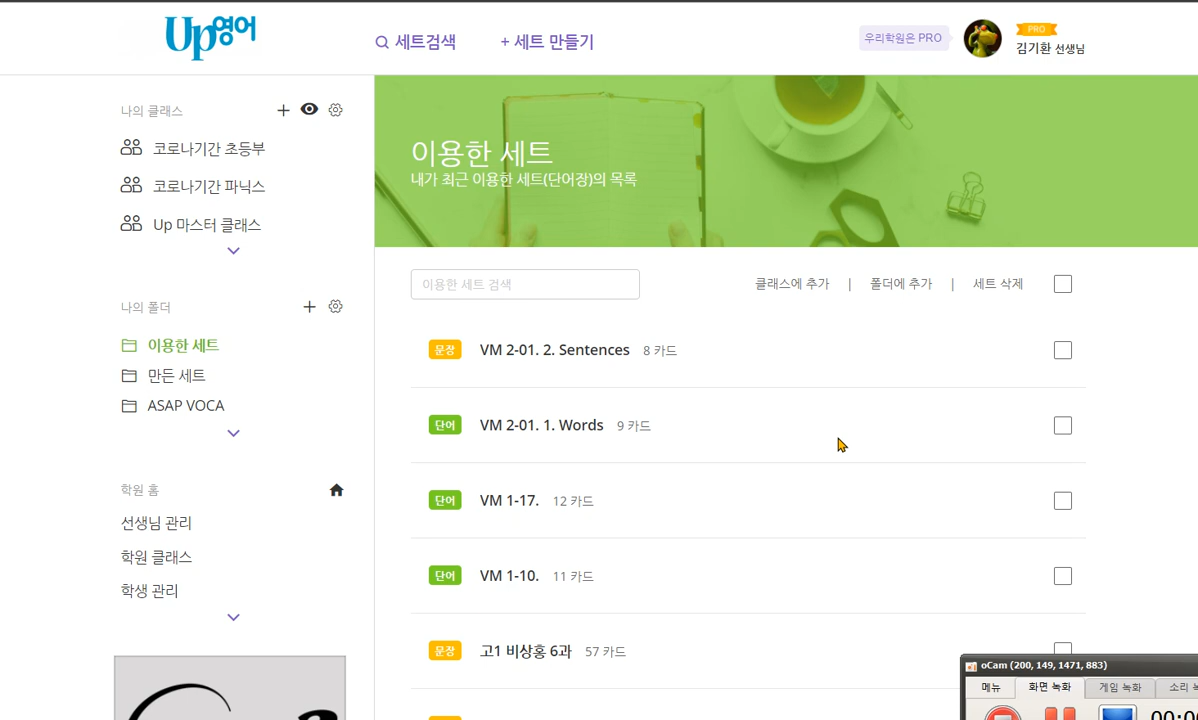 Up영어
세트검색
+ 세트 만들기
우리학원은 PRO
PRO
김기환 선생님
나의 클래스
코로나기간 초등부
코로나기간 파닉스
Up 마스터 클래스
나의 폴더
이용한 세트
만든 세트
ASAP VOCA
학원 홈
선생님 관리
학원 클래스
학생 관리
이용한 세트
내가 최근 이용한 세트(단어장)의 목록
이용한 세트 검색
클래스에 추가 | 폴더에 추가 | 세트 삭제
문장 VM 2-01. 2. Sentences 8 카드
단어 VM 2-01. 1. Words 9 카드
단어 VM 1-17. 12 카드
단어 VM 1-10. 11 카드
문장 고1 비상홍 6과 57 카드
oCam (200, 149, 1471, 883)
메뉴 화면 녹화 게임 녹화 소리